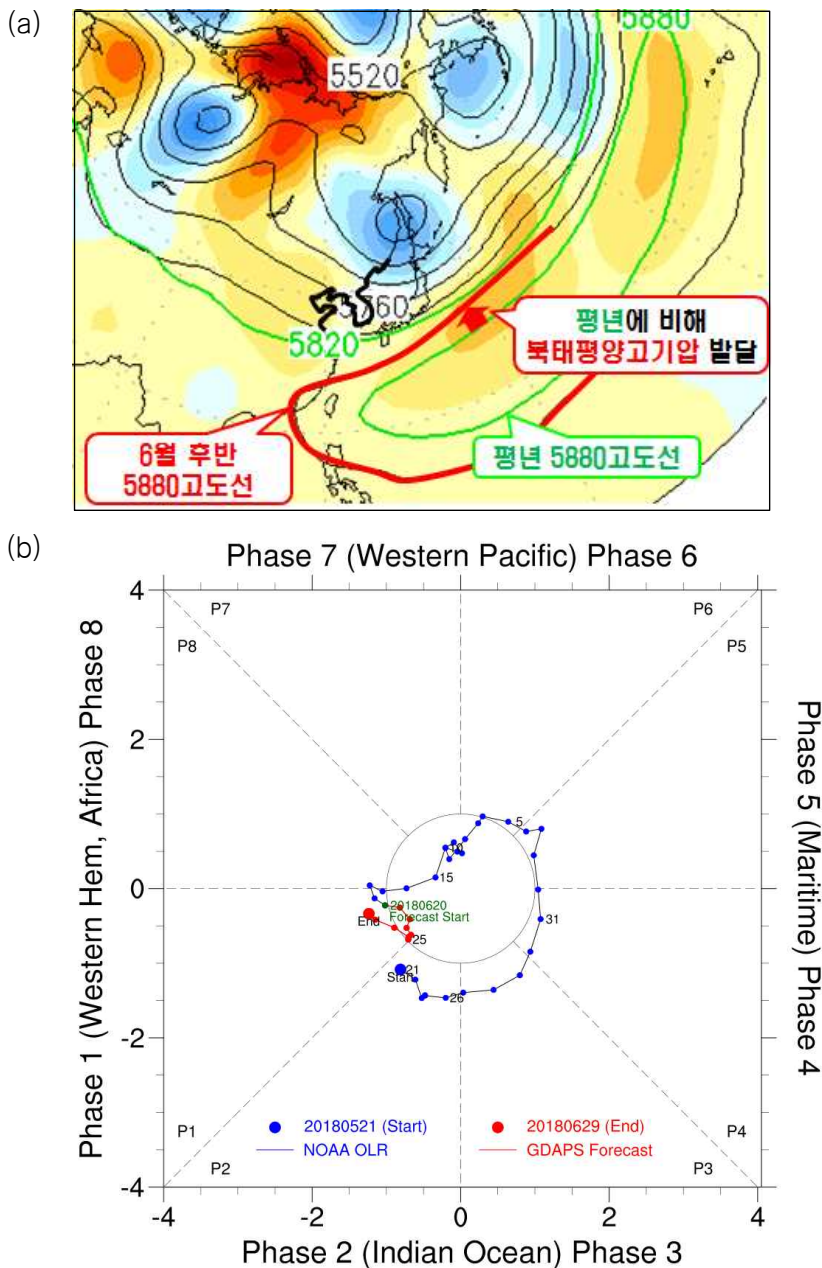 (a)
5880
5520
5760
5820
평년에 비해
북태평양고기압 발달
6월 후반
5880고도선
평년 5880고도선
(b)
Phase 7 (Western Pacific) Phase 6
Phase 1 (Western Hem, Africa) Phase 8
Phase 5 (Maritime) Phase 4
4
2
0
-2
-4
P7
P6
P8
P5
5
10
15
20180620
Forecast Start
End
31
25
21
Start
26
20180521 (Start)
20180629 (End)
NOAA OLR
GDAPS Forecast
P1
P4
P2
P3
-4
-2
0
2
4
Phase 2 (Indian Ocean) Phase 3